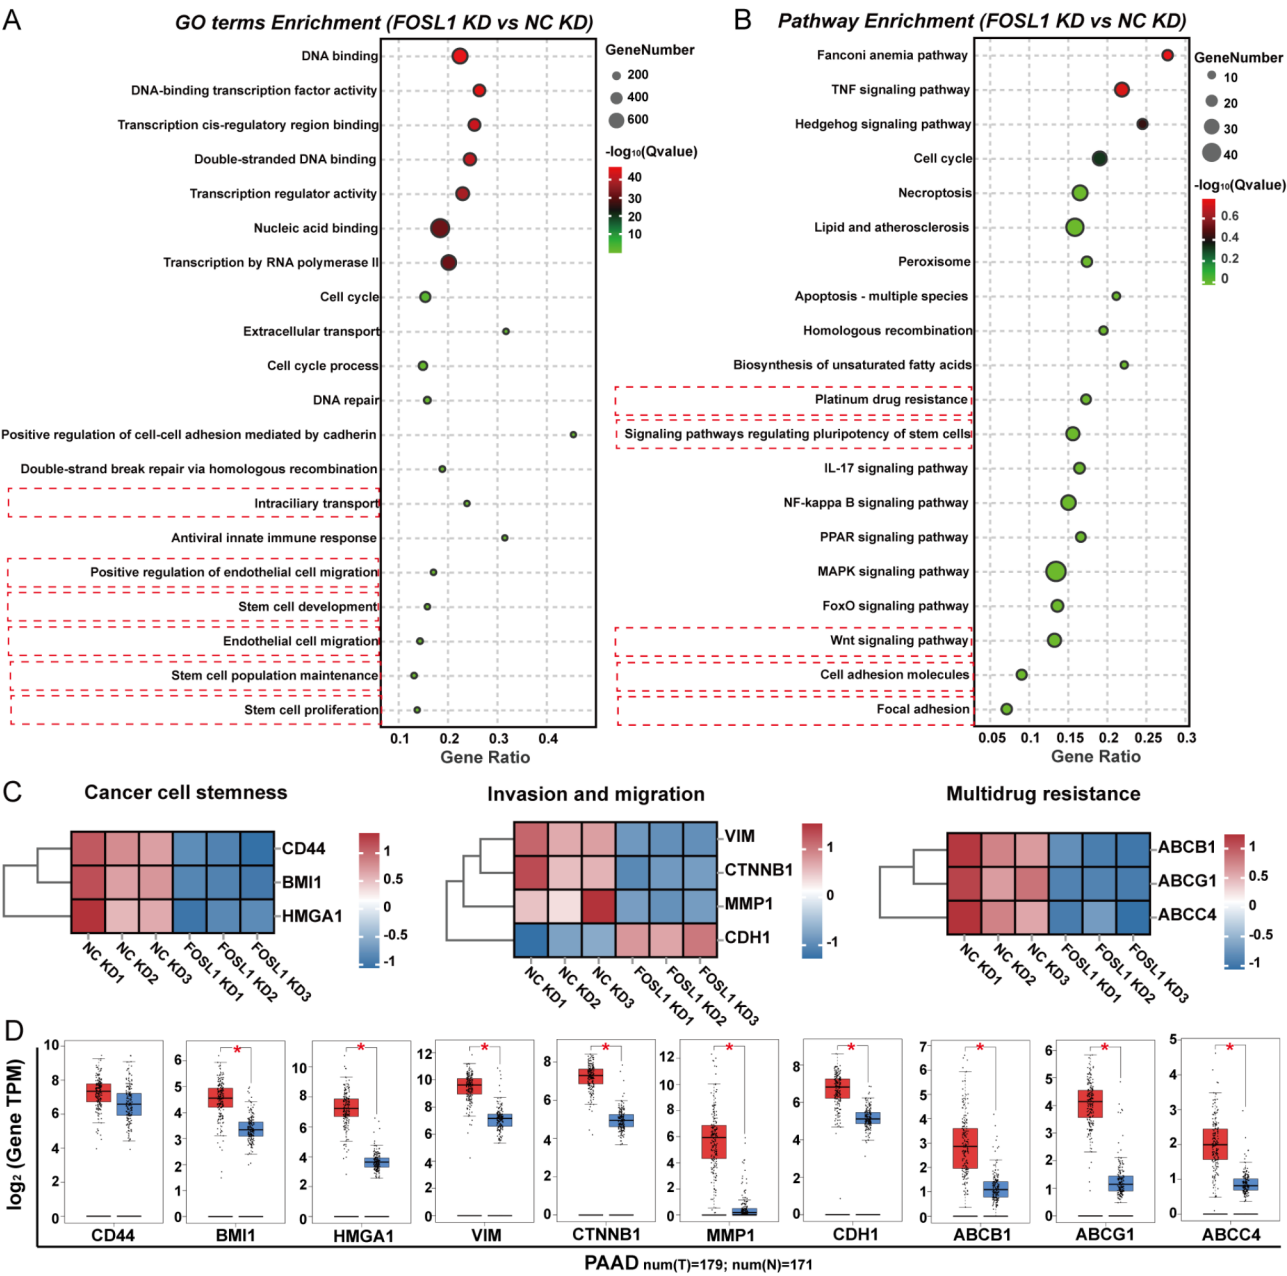 A
GO terms Enrichment (FOSL1 KD vs NC KD)
DNA binding
DNA-binding transcription factor activity
Transcription cis-regulatory region binding
Double-stranded DNA binding
Transcription regulator activity
Nucleic acid binding
Transcription by RNA polymerase II
Cell cycle
Extracellular transport
Cell cycle process
DNA repair
Positive regulation of cell-cell adhesion mediated by cadherin
Double-strand break repair via homologous recombination
Intraciliary transport
Antiviral innate immune response
Positive regulation of endothelial cell migration
Stem cell development
Endothelial cell migration
Stem cell population maintenance
Stem cell proliferation
0.1 0.2 0.3 0.4
Gene Ratio
GeneNumber
200
400
600
-log10(Qvalue)
40
30
20
10
B
Pathway Enrichment (FOSL1 KD vs NC KD)
Fanconi anemia pathway
TNF signaling pathway
Hedgehog signaling pathway
Cell cycle
Necroptosis
Lipid and atherosclerosis
Peroxisome
Apoptosis - multiple species
Homologous recombination
Biosynthesis of unsaturated fatty acids
Platinum drug resistance
Signaling pathways regulating pluripotency of stem cells
IL-17 signaling pathway
NF-kappa B signaling pathway
PPAR signaling pathway
MAPK signaling pathway
FoxO signaling pathway
Wnt signaling pathway
Cell adhesion molecules
Focal adhesion
0.05 0.1 0.15 0.2 0.25 0.3
Gene Ratio
GeneNumber
10
20
30
40
-log10(Qvalue)
0.6
0.4
0.2
0
C
Cancer cell stemness
CD44
BMI1
HMGA1
NC KD1
NC KD2
NC KD3
FOSL1 KD1
FOSL1 KD2
FOSL1 KD3
1
0.5
0
-0.5
-1
Invasion and migration
VIM
CTNNB1
MMP1
CDH1
NC KD1
NC KD2
NC KD3
FOSL1 KD1
FOSL1 KD2
FOSL1 KD3
1
0
-1
Multidrug resistance
ABCB1
ABCG1
ABCC4
NC KD1
NC KD2
NC KD3
FOSL1 KD1
FOSL1 KD2
FOSL1 KD3
1
0.5
0
-0.5
-1
D
log2 (Gene TPM)
10
8
6
4
2
0
CD44
*
6
5
4
3
2
1
0
BMI1
*
10
8
6
4
2
0
HMGA1
*
12
10
8
6
4
2
0
VIM
*
8
6
4
2
0
CTNNB1
*
12
10
8
6
4
2
0
MMP1
*
8
6
4
2
0
CDH1
*
7
6
5
4
3
2
1
0
ABCB1
*
6
5
4
3
2
1
0
ABCG1
*
5
4
3
2
1
0
ABCC4
PAAD num(T)=179; num(N)=171